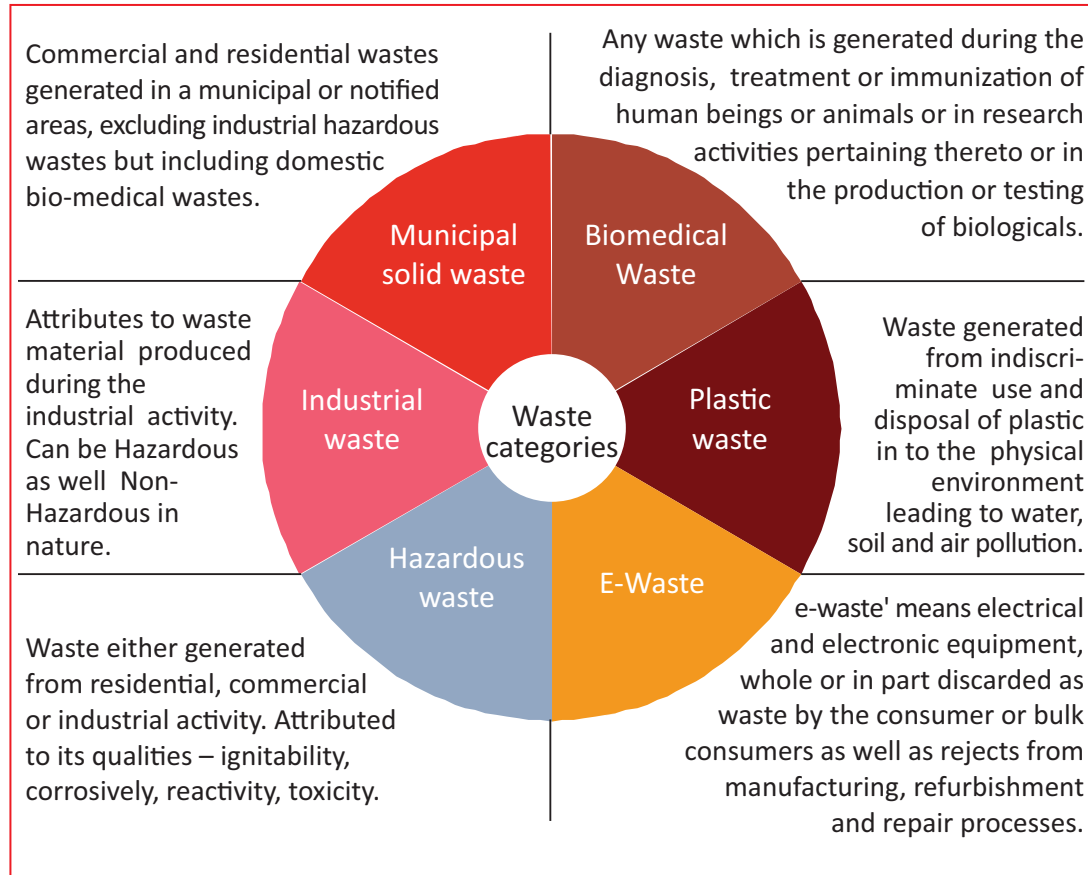 Commercial and residential wastes
generated in a municipal or notified
areas, excluding industrial hazardous
wastes but including domestic
bio-medical wastes.
Any waste which is generated during the
diagnosis, treatment or immunization of
human beings or animals or in research
activities pertaining thereto or in
the production or testing
of biologicals.
Municipal
solid waste
Biomedical
Waste
Attributes to waste
material produced
during the
industrial activity.
Can be Hazardous
as well Non-
Hazardous in
nature.
Industrial
waste
Waste
categories
Plastic
waste
Waste generated
from indiscri-
minate use and
disposal of plastic
in to the physical
environment
leading to water,
soil and air pollution.
Hazardous
waste
E-Waste
Waste either generated
from residential, commercial
or industrial activity. Attributed
to its qualities – ignitability,
corrosively, reactivity, toxicity.
e-waste' means electrical
and electronic equipment,
whole or in part discarded as
waste by the consumer or bulk
consumers as well as rejects from
manufacturing, refurbishment
and repair processes.